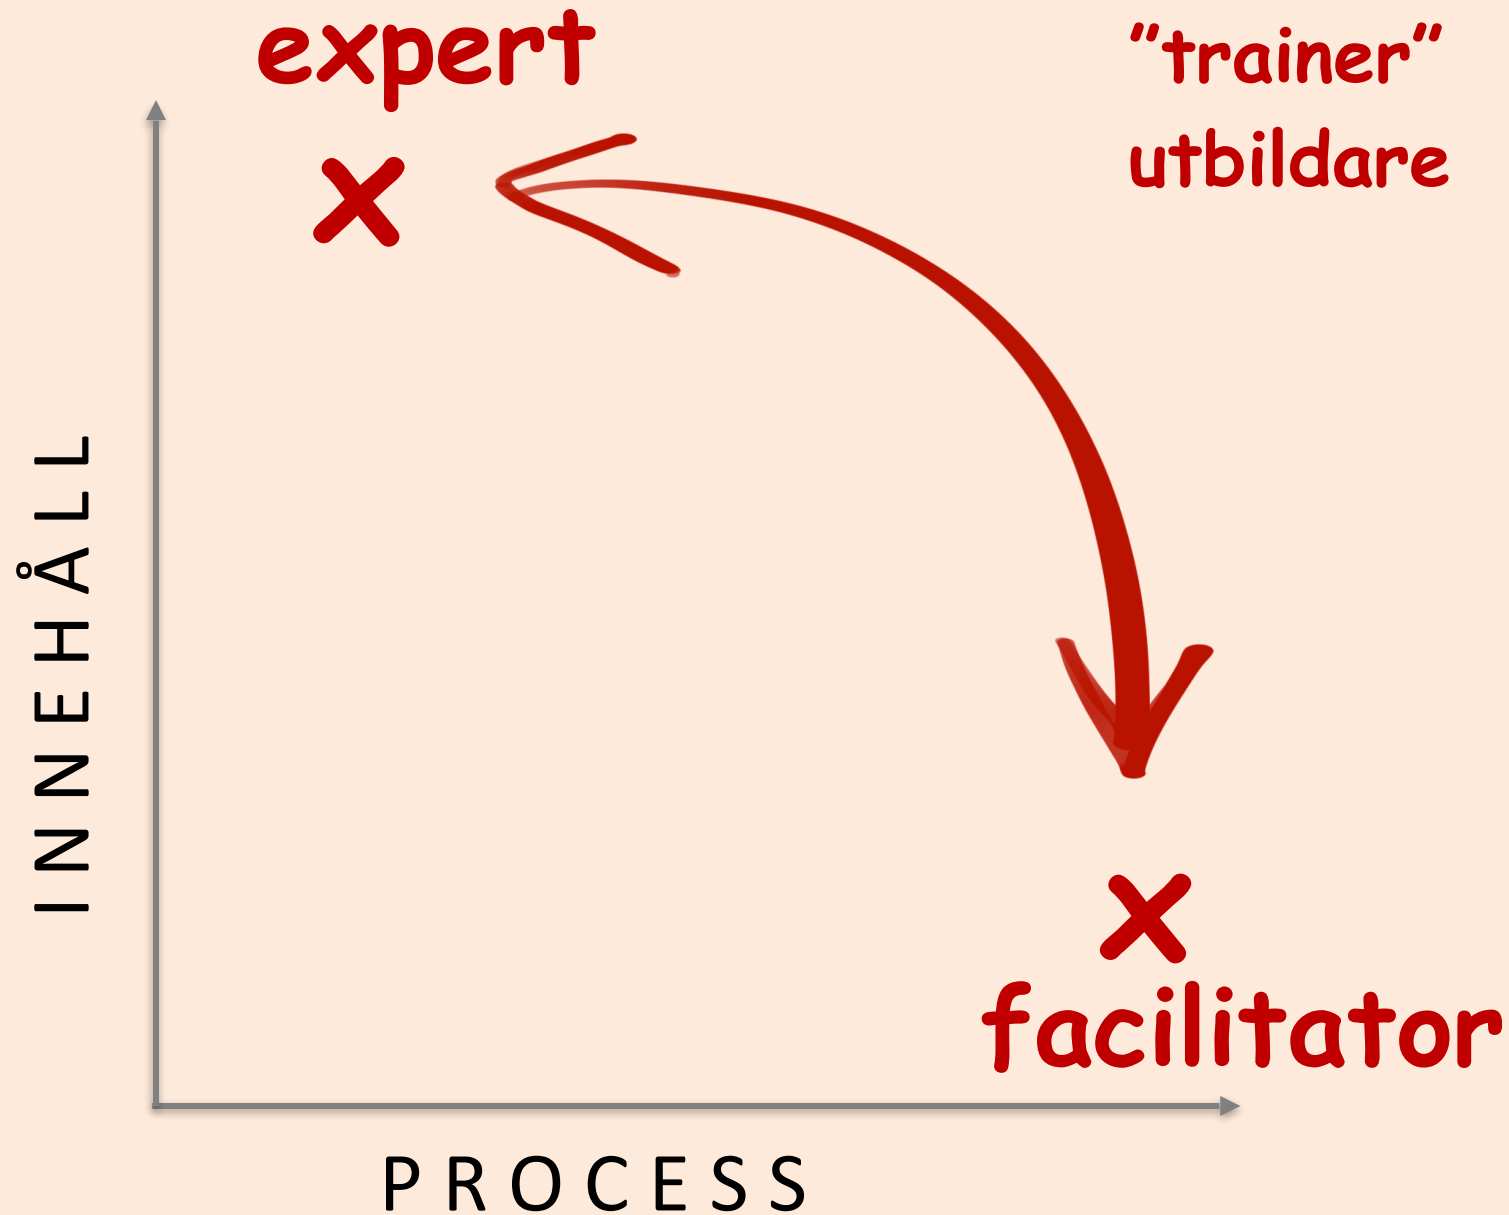 expert
”trainer”
utbildare
INNEHÅLL
facilitator
PROCESS